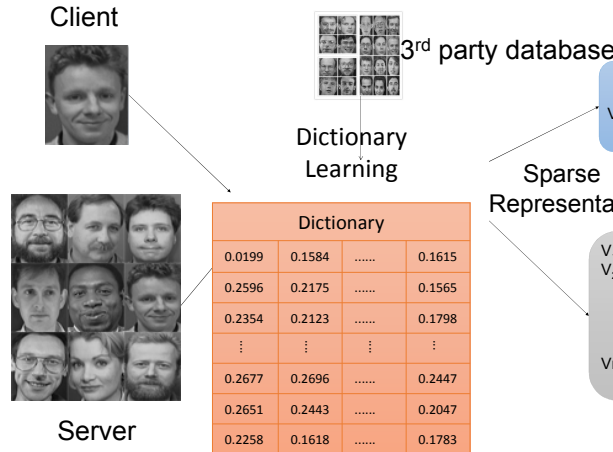 Client
3rd party database
Dictionary
Learning
Sparse
Dictionary
0.0199 0.1584 ...... 0.1615
0.2596 0.2175 ...... 0.1565
0.2354 0.2123 ...... 0.1798
⋮ ⋮ ⋮ ⋮
0.2677 0.2696 ...... 0.2447
0.2651 0.2443 ...... 0.2047
0.2258 0.1618 ...... 0.1783
Server